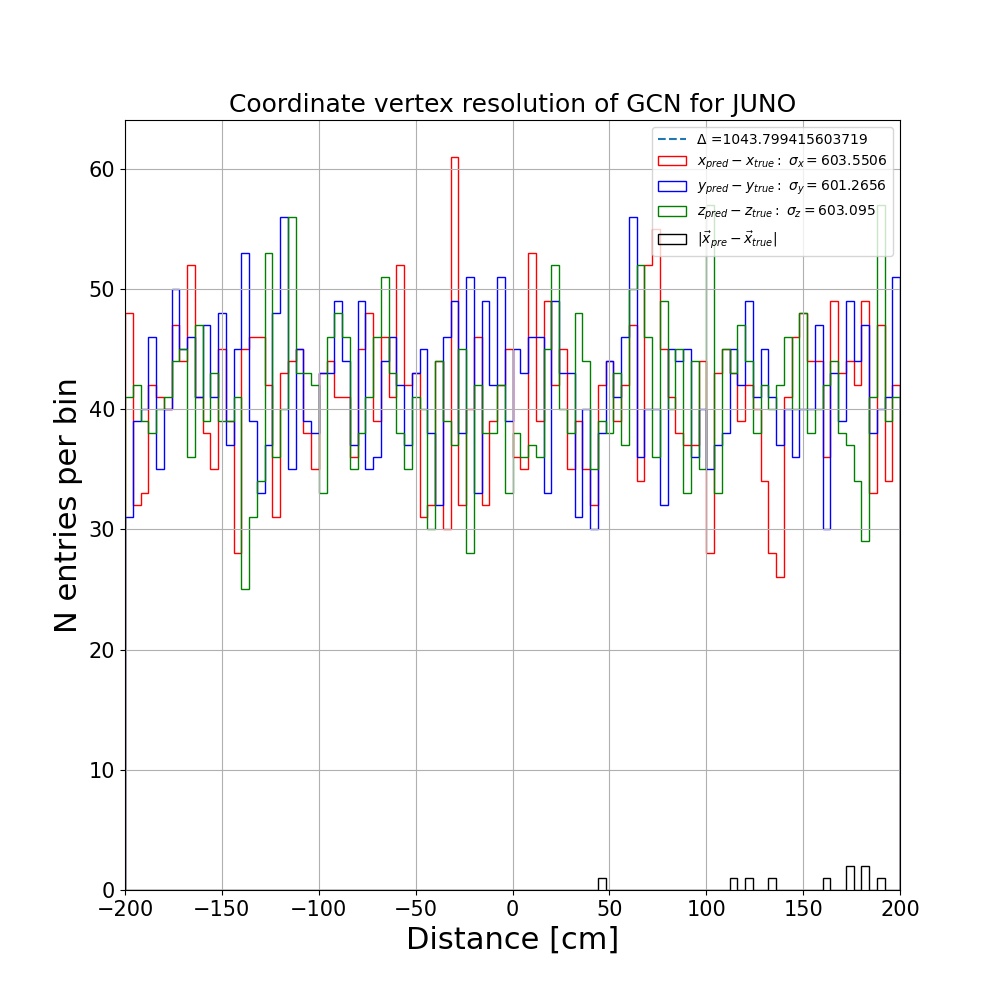 Coordinate vertex resolution of GCN for JUNO
Δ =1043.799415603719
x_pred − x_true : σ_x = 603.5506
y_pred − y_true : σ_y = 601.2656
z_pred − z_true : σ_z = 603.095
|x⃗_pre − x⃗_true|
N entries per bin
60
50
40
30
20
10
0
−200 −150 −100 −50 0 50 100 150 200
Distance [cm]